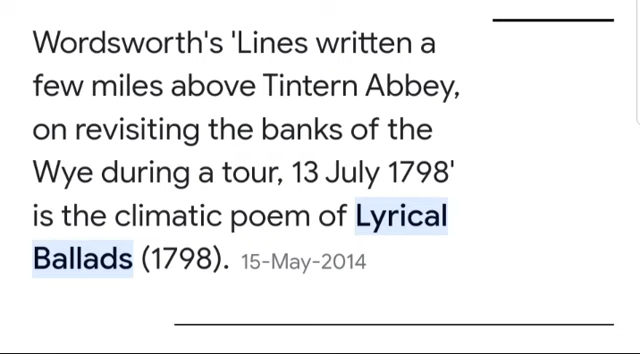 Wordsworth's 'Lines written a
few miles above Tintern Abbey,
on revisiting the banks of the
Wye during a tour, 13 July 1798'
is the climatic poem of Lyrical
Ballads (1798). 15-May-2014